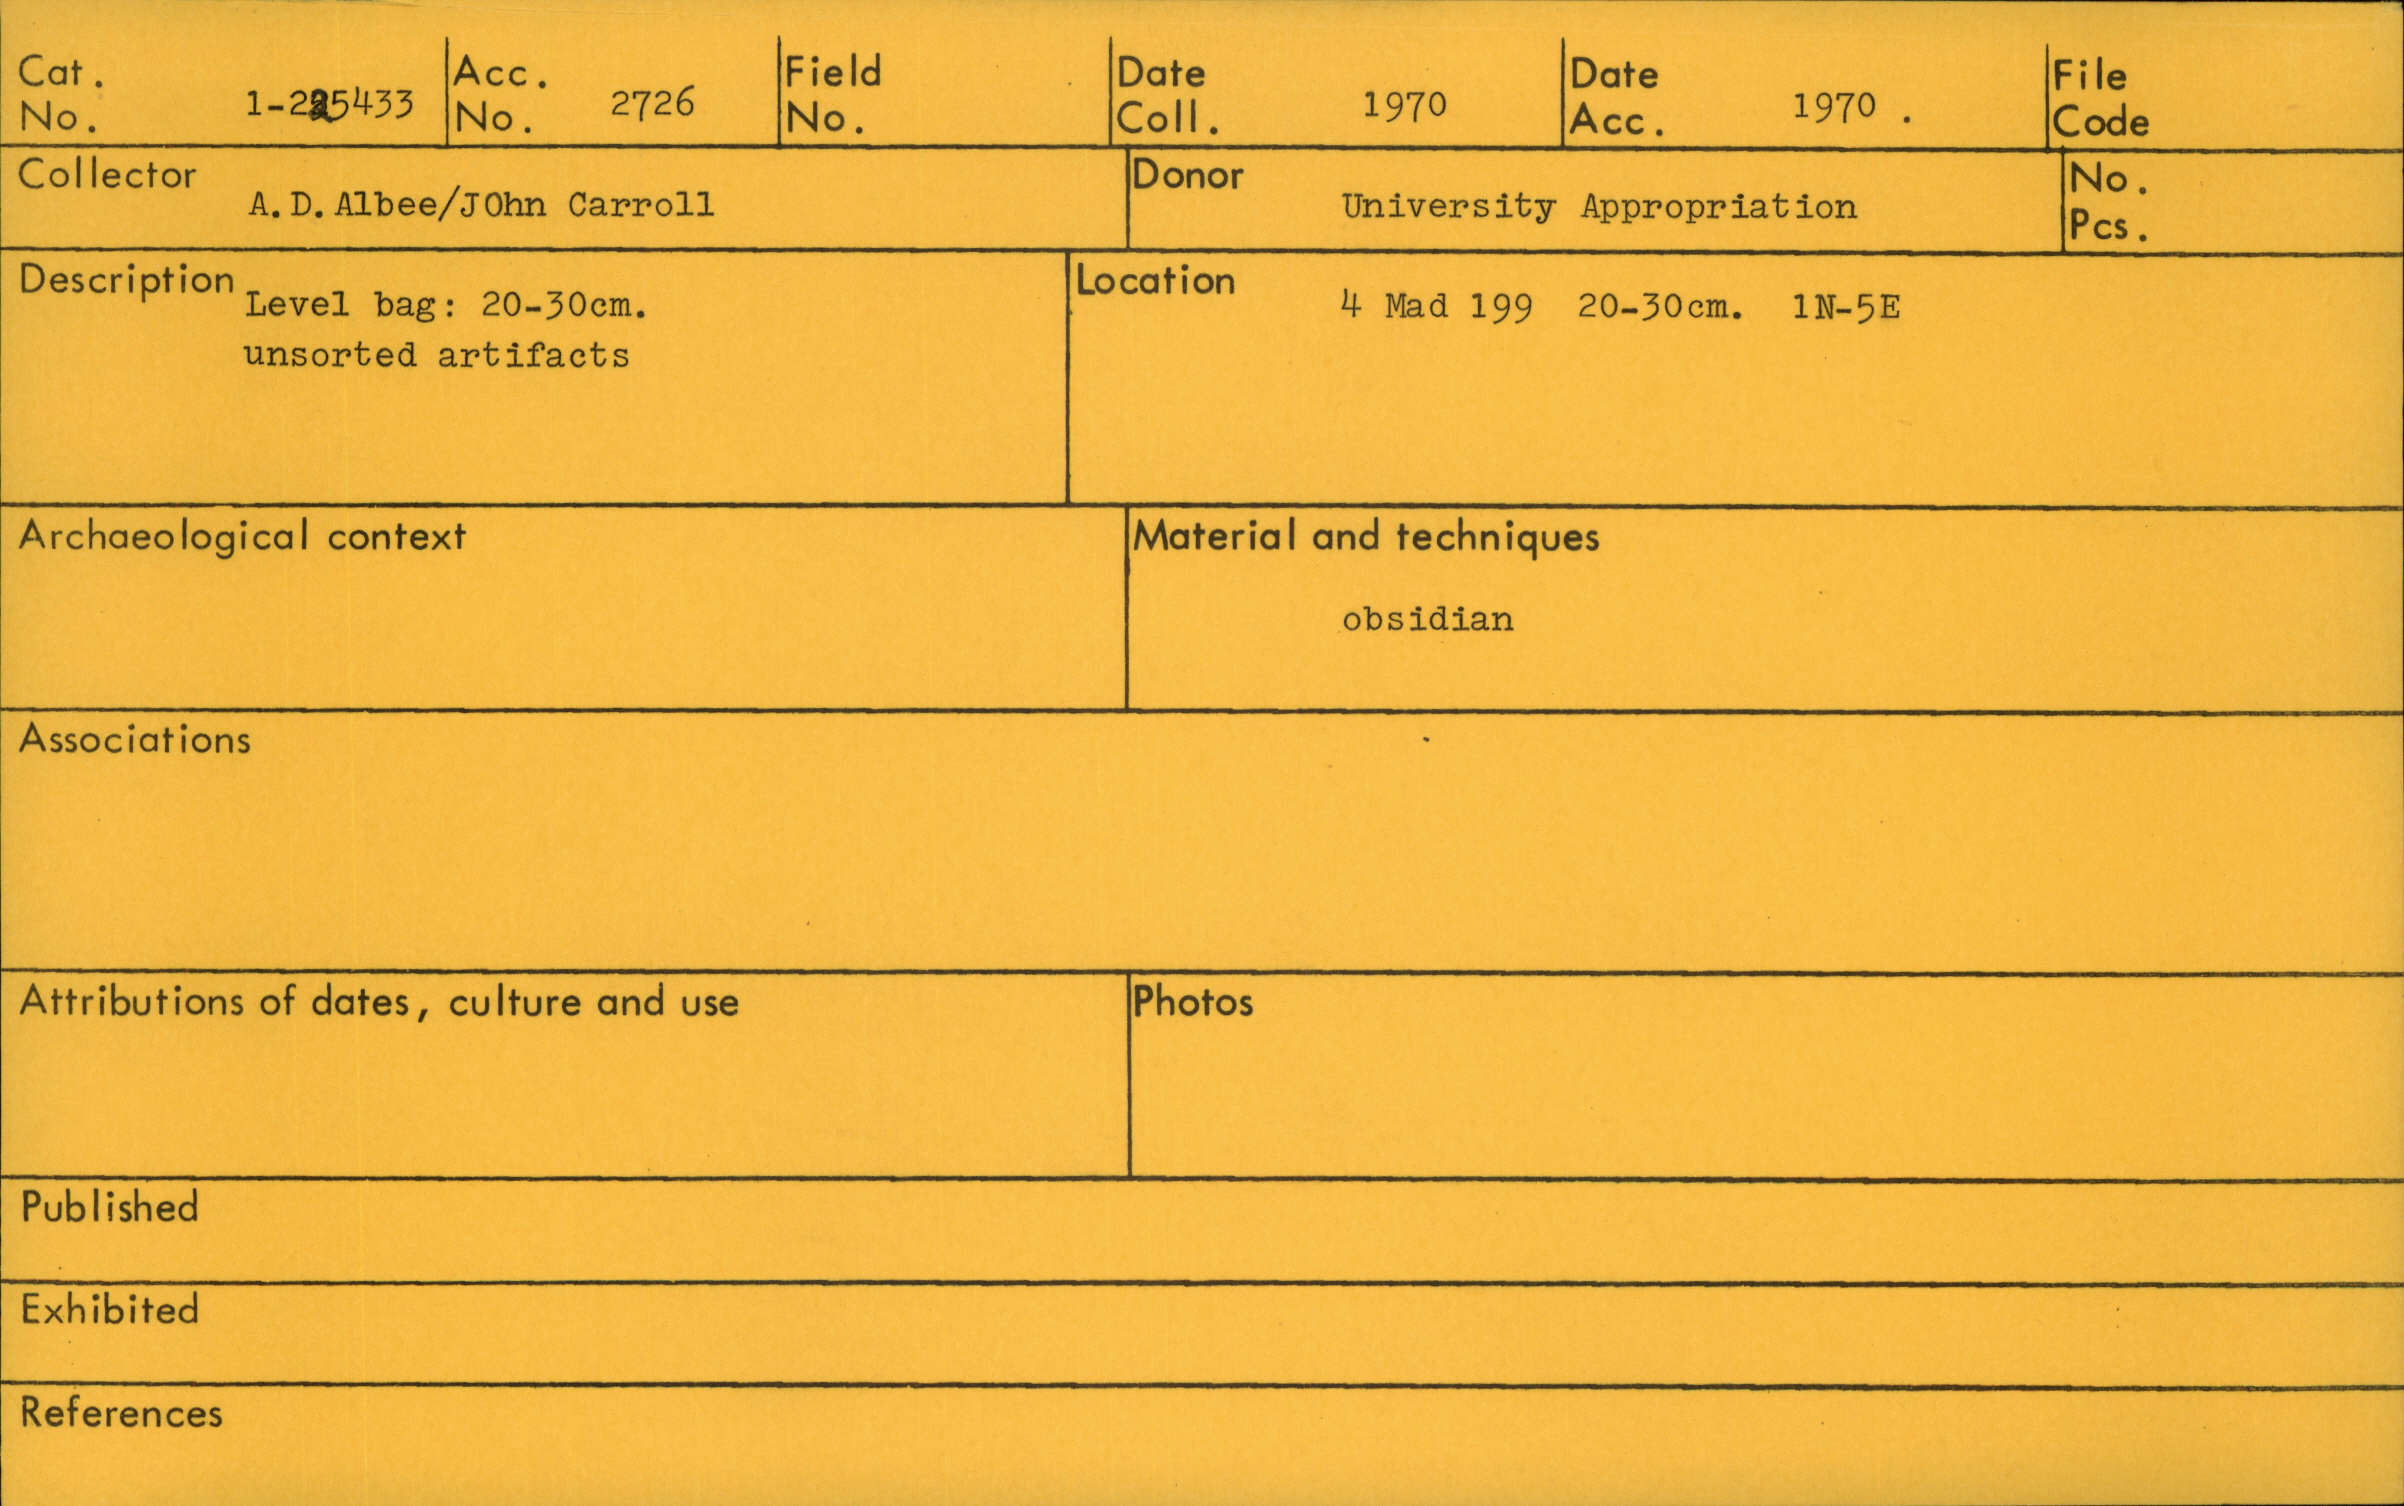 Cat. No. 1-225433 Acc. No. 2726 Field No. Date Coll. 1970 Date Acc. 1970 . File Code
Collector A.D.Albee/JOhn Carroll Donor University Appropriation No. Pcs.
Description Level bag: 20-30cm.
unsorted artifacts
Location 4 Mad 199 20-30cm. 1N-5E
Archaeological context
Material and techniques
obsidian
Associations
Attributions of dates, culture and use
Photos
Published
Exhibited
References